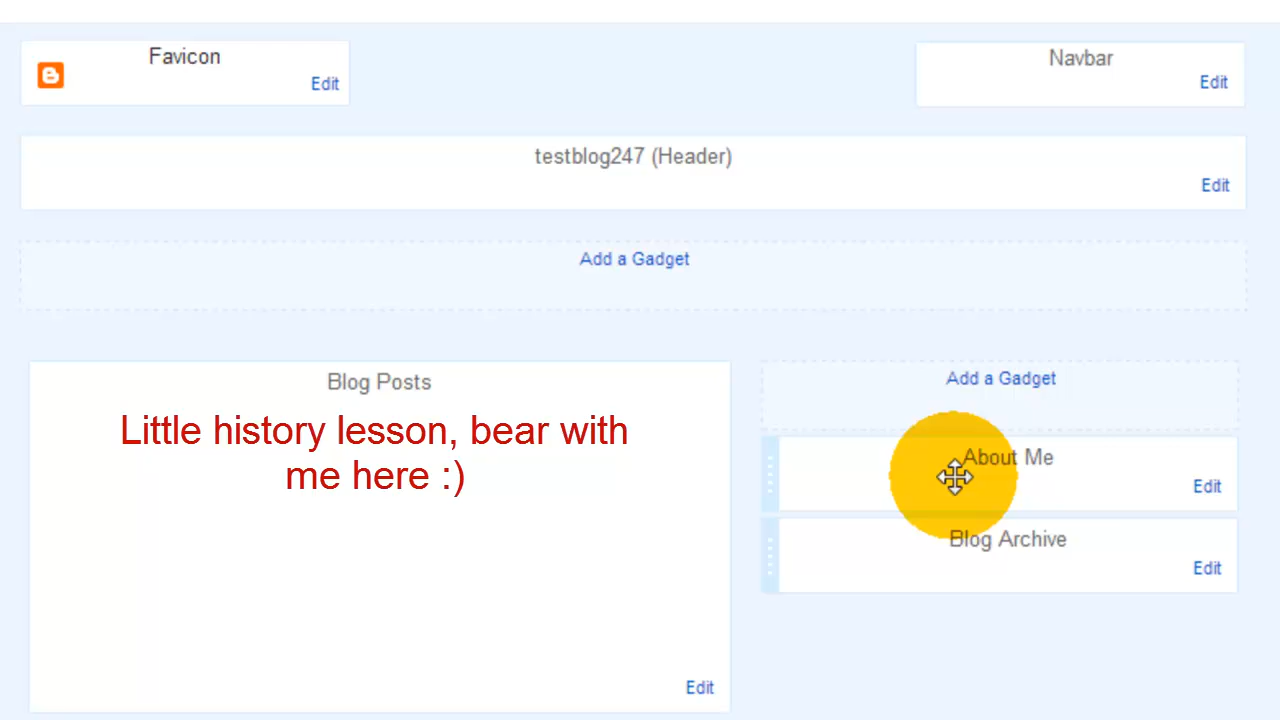 Favicon
Edit
Navbar
Edit
testblog247 (Header)
Edit
Add a Gadget
Blog Posts
Little history lesson, bear with
me here :)
Edit
Add a Gadget
About Me
Edit
Blog Archive
Edit